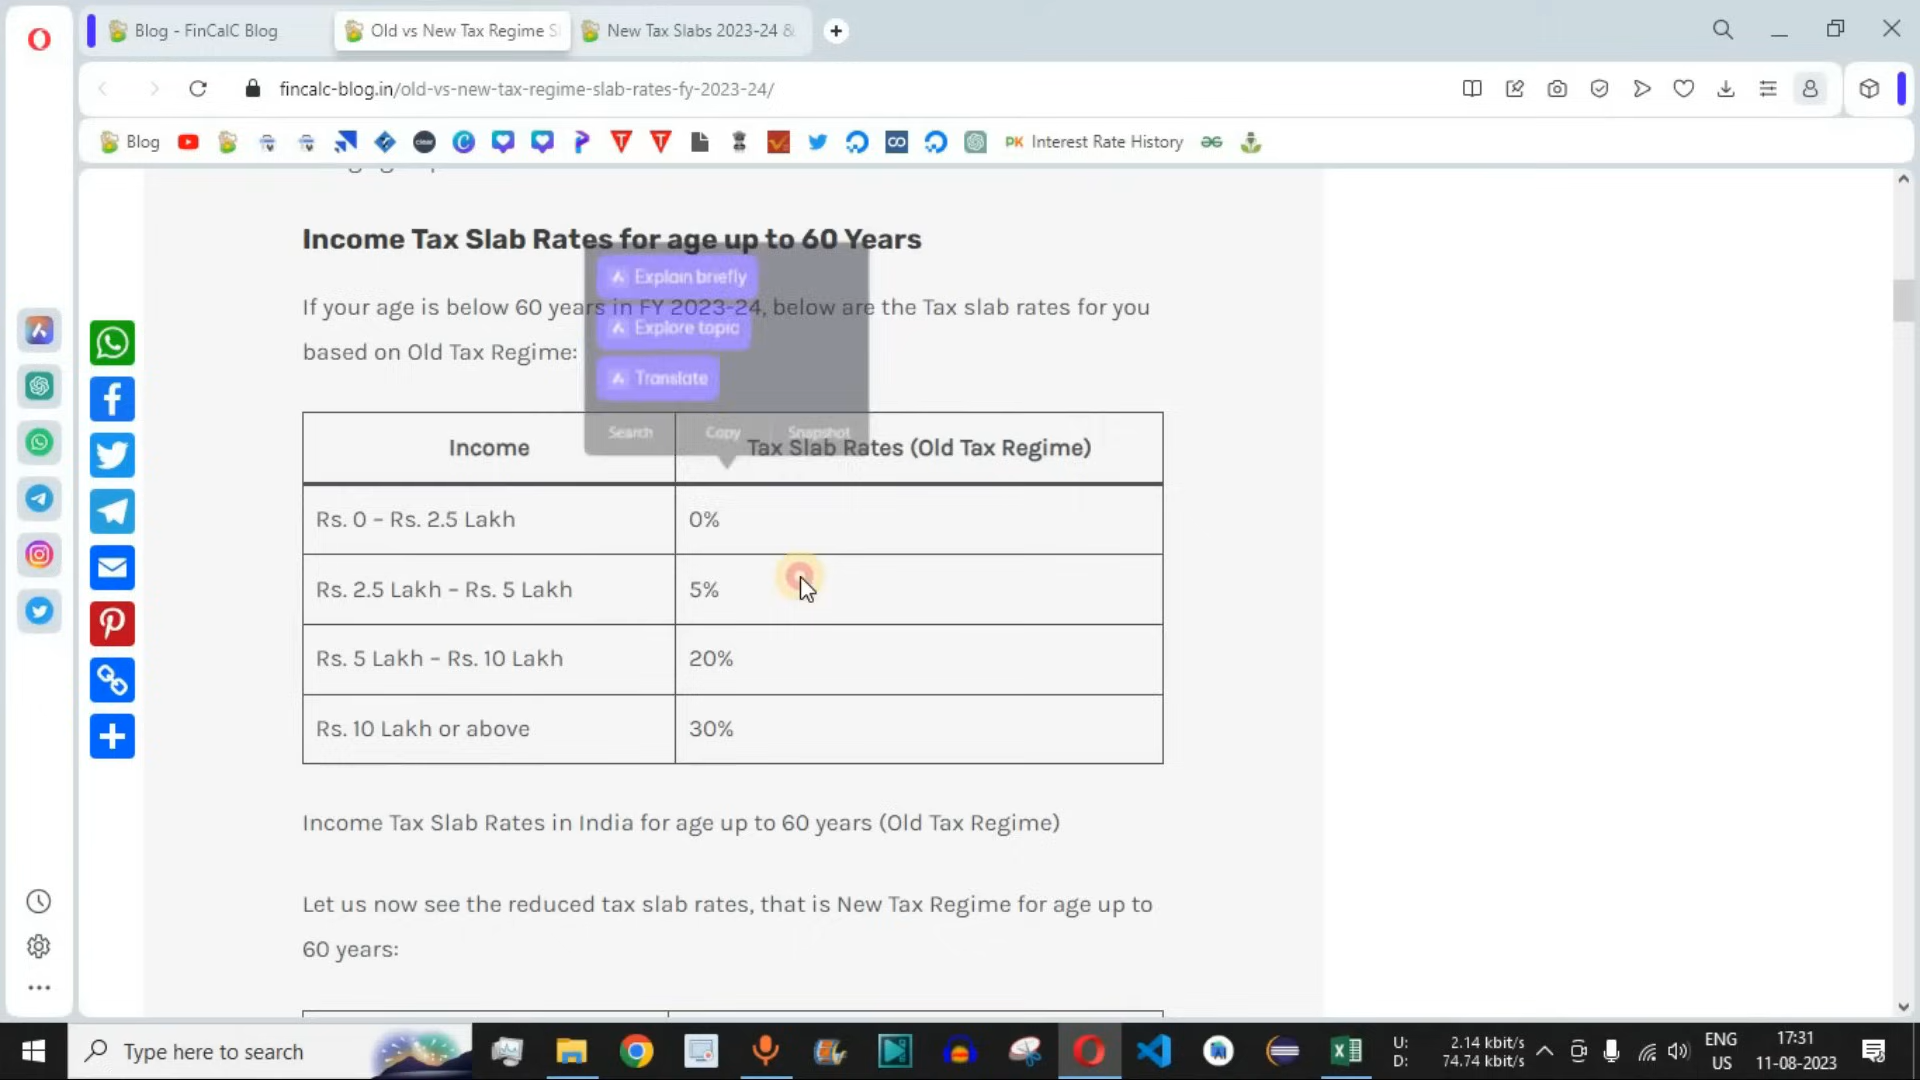 Blog - FinCalC Blog
Old vs New Tax Regime S
New Tax Slabs 2023-24 &
fincalc-blog.in/old-vs-new-tax-regime-slab-rates-fy-2023-24/
Blog
PK Interest Rate History
Income Tax Slab Rates for age up to 60 Years
Explain briefly
If your age is below 60 years in FY 2023-24, below are the Tax slab rates for you
Explore topic
based on Old Tax Regime:
Translate
Search Copy Snapshot
Income Tax Slab Rates (Old Tax Regime)
Rs. 0 – Rs. 2.5 Lakh 0%
Rs. 2.5 Lakh – Rs. 5 Lakh 5%
Rs. 5 Lakh – Rs. 10 Lakh 20%
Rs. 10 Lakh or above 30%
Income Tax Slab Rates in India for age up to 60 years (Old Tax Regime)
Let us now see the reduced tax slab rates, that is New Tax Regime for age up to
60 years:
Type here to search
U: 2.14 kbit/s
D: 74.74 kbit/s
ENG
US
17:31
11-08-2023